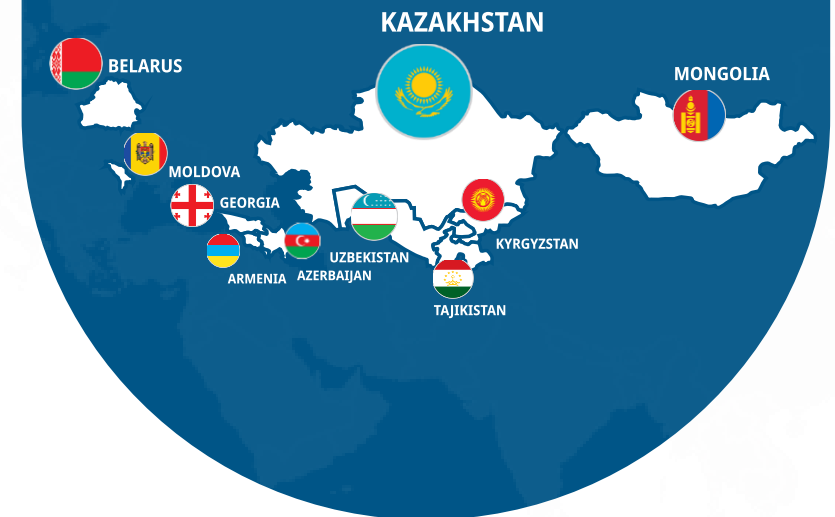 KAZAKHSTAN
BELARUS
MONGOLIA
MOLDOVA
GEORGIA
KYRGYZSTAN
UZBEKISTAN
ARMENIA
AZERBAIJAN
TAJIKISTAN